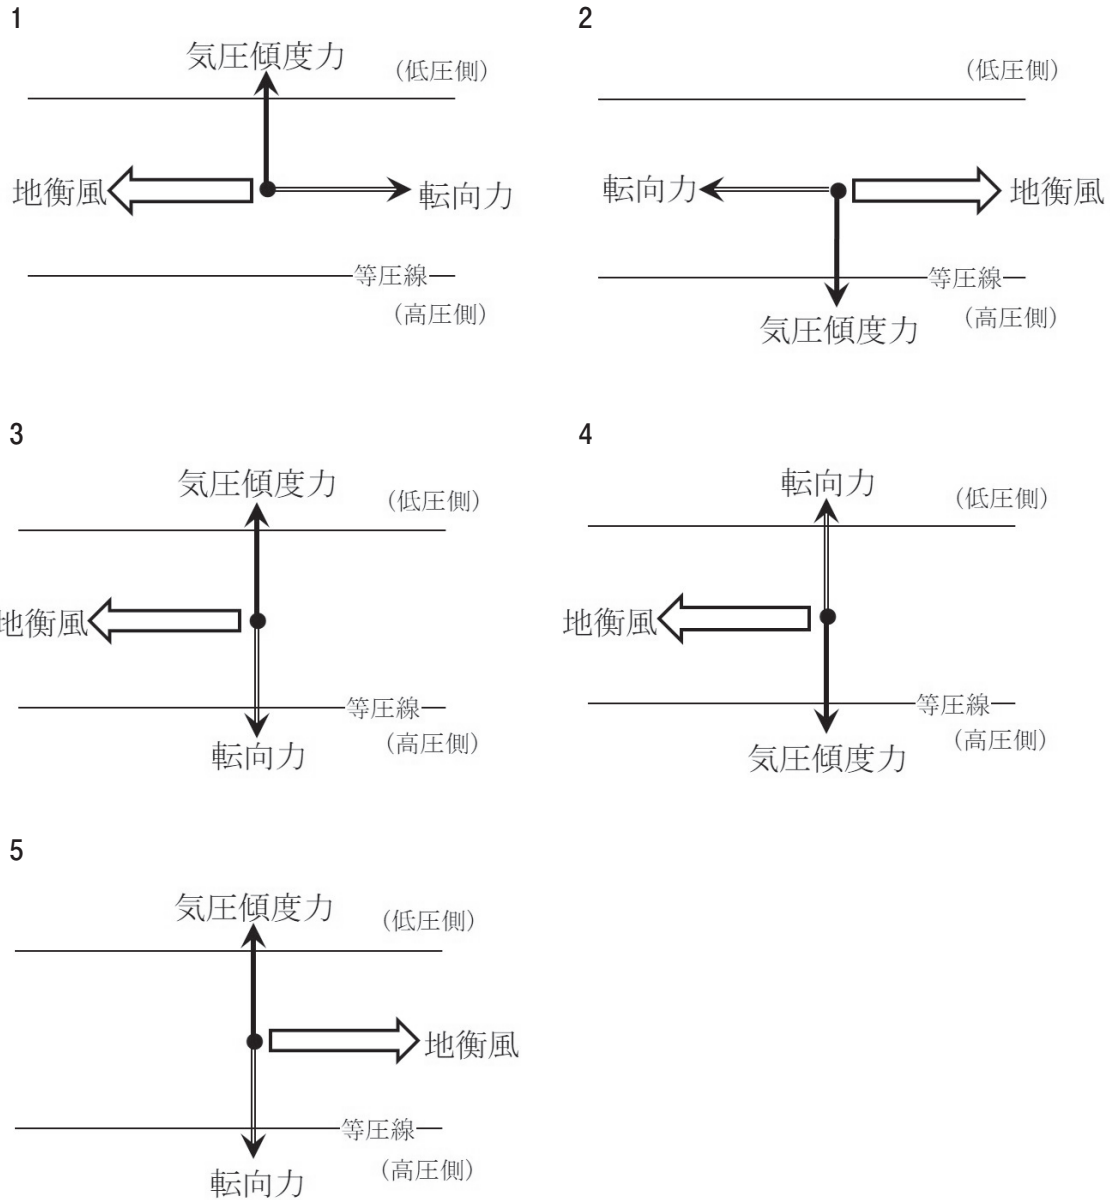 1
気圧傾度力
(低圧側)
地衡風
転向力
等圧線
(高圧側)
2
(低圧側)
転向力
地衡風
等圧線
気圧傾度力
(高圧側)
3
気圧傾度力
(低圧側)
地衡風
等圧線
転向力
(高圧側)
4
転向力
(低圧側)
地衡風
等圧線
気圧傾度力
(高圧側)
5
気圧傾度力
(低圧側)
地衡風
等圧線
転向力
(高圧側)